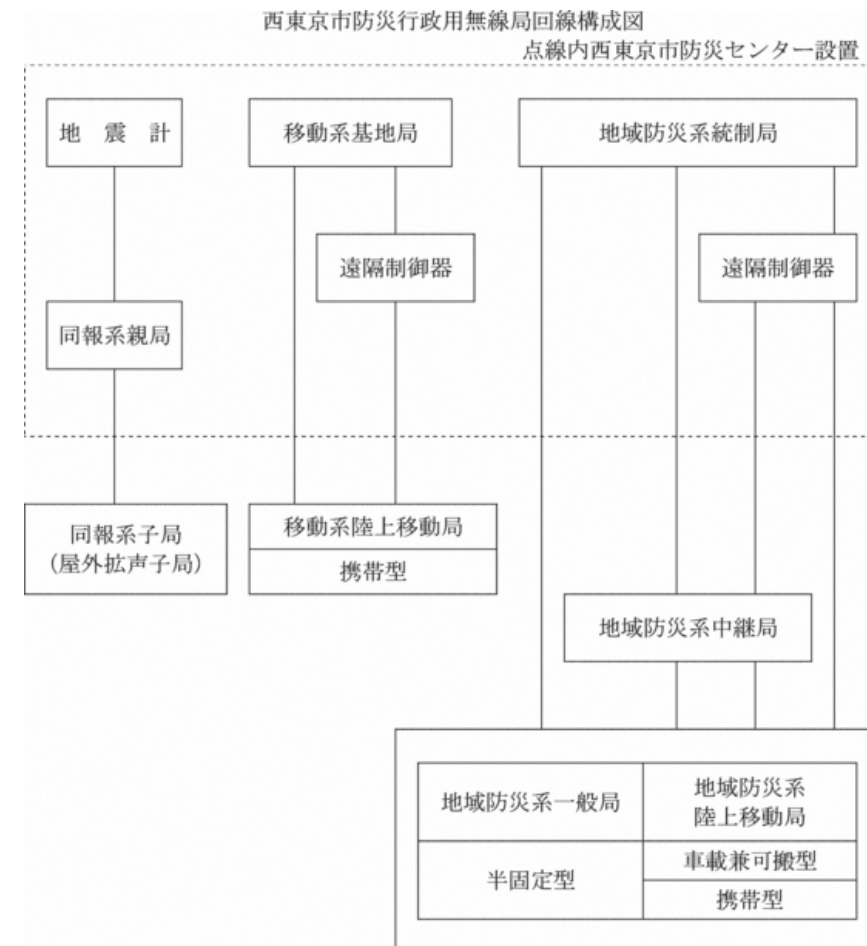 西東京市防災行政用無線局回線構成図
点線内西東京市防災センター設置
地　震　計
移動系基地局
地域防災系統制局
遠隔制御器
遠隔制御器
同報系親局
同報系子局
（屋外拡声子局）
移動系陸上移動局
携帯型
地域防災系中継局
地域防災系一般局
地域防災系
陸上移動局
半固定型
車載兼可搬型
携帯型